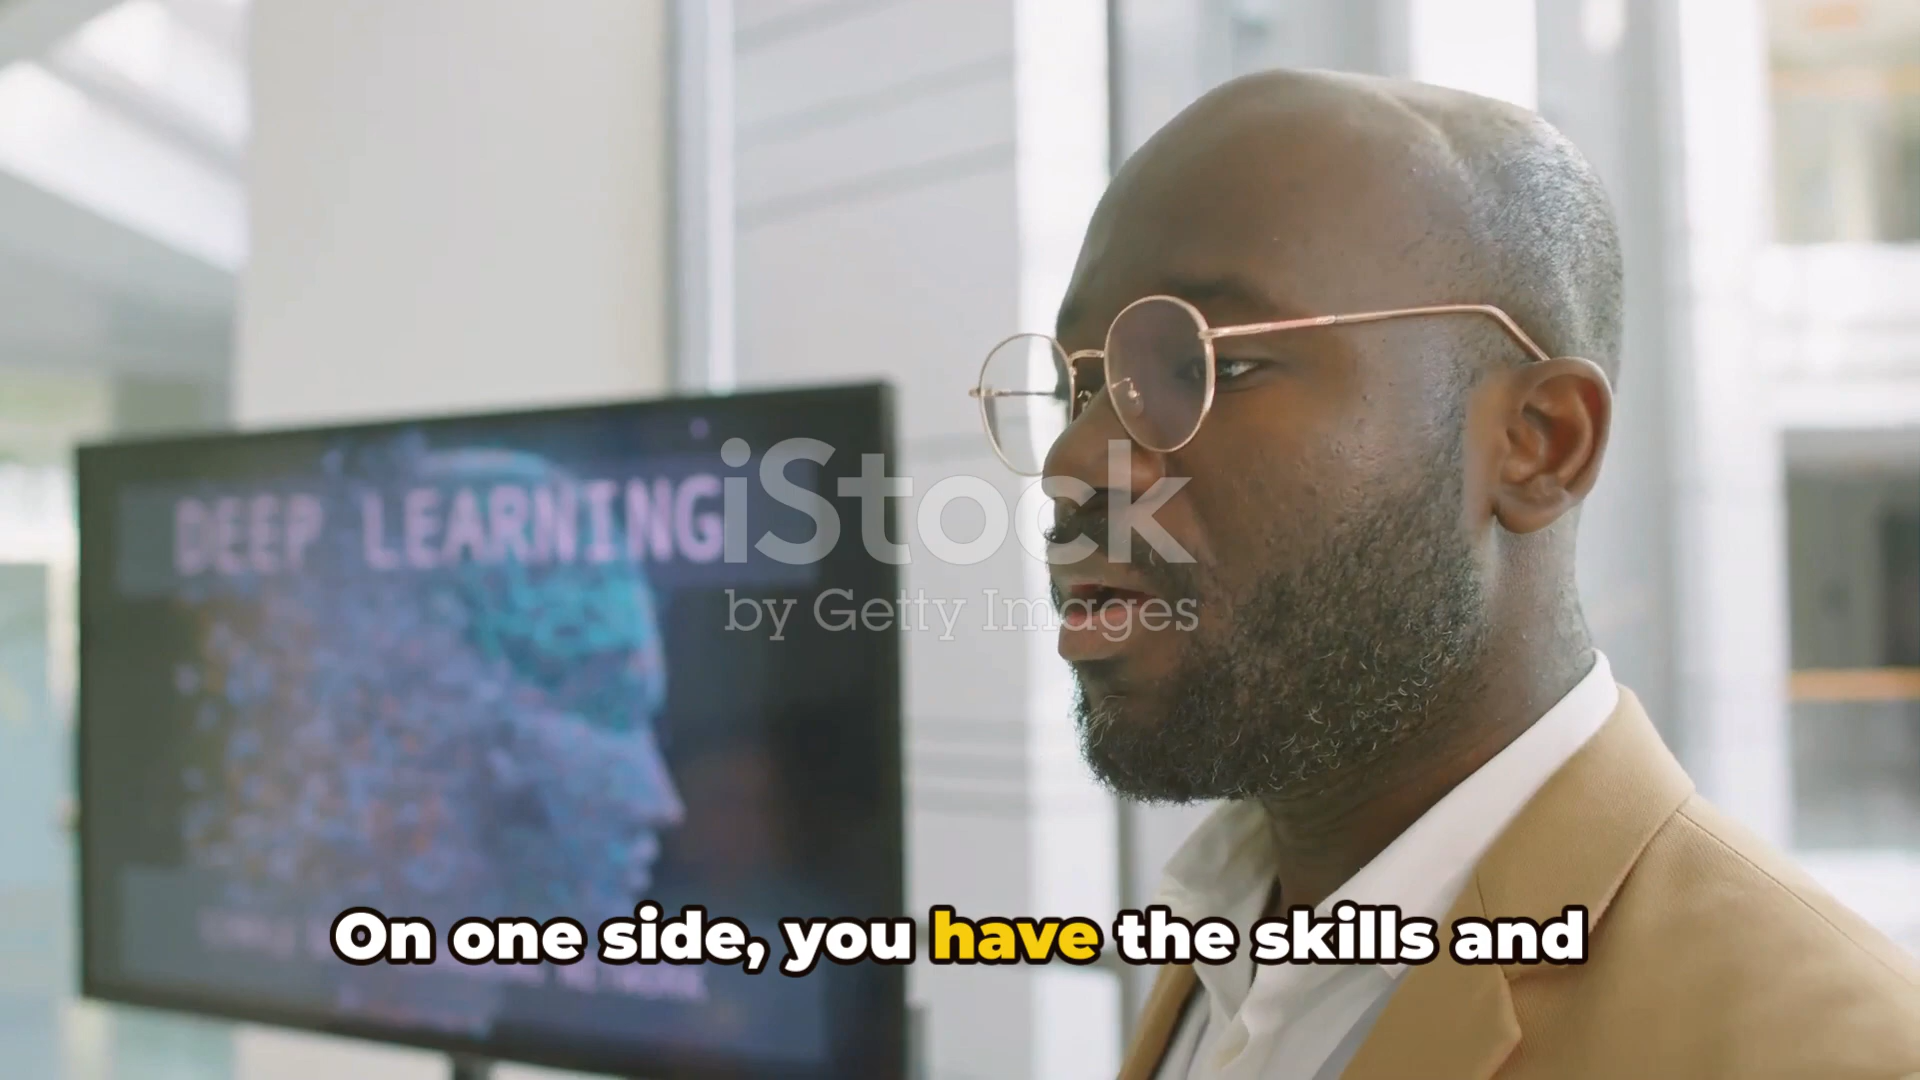 DEEP LEARNING
iStock
by Getty Images
On one side, you have the skills and